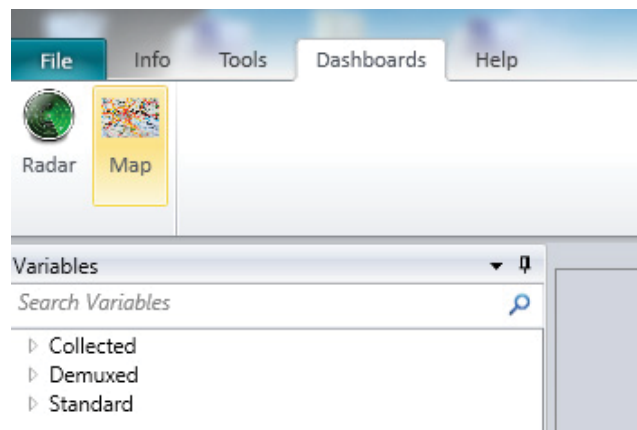 File Info Tools Dashboards Help
Radar Map
Variables
Search Variables
Collected
Demuxed
Standard